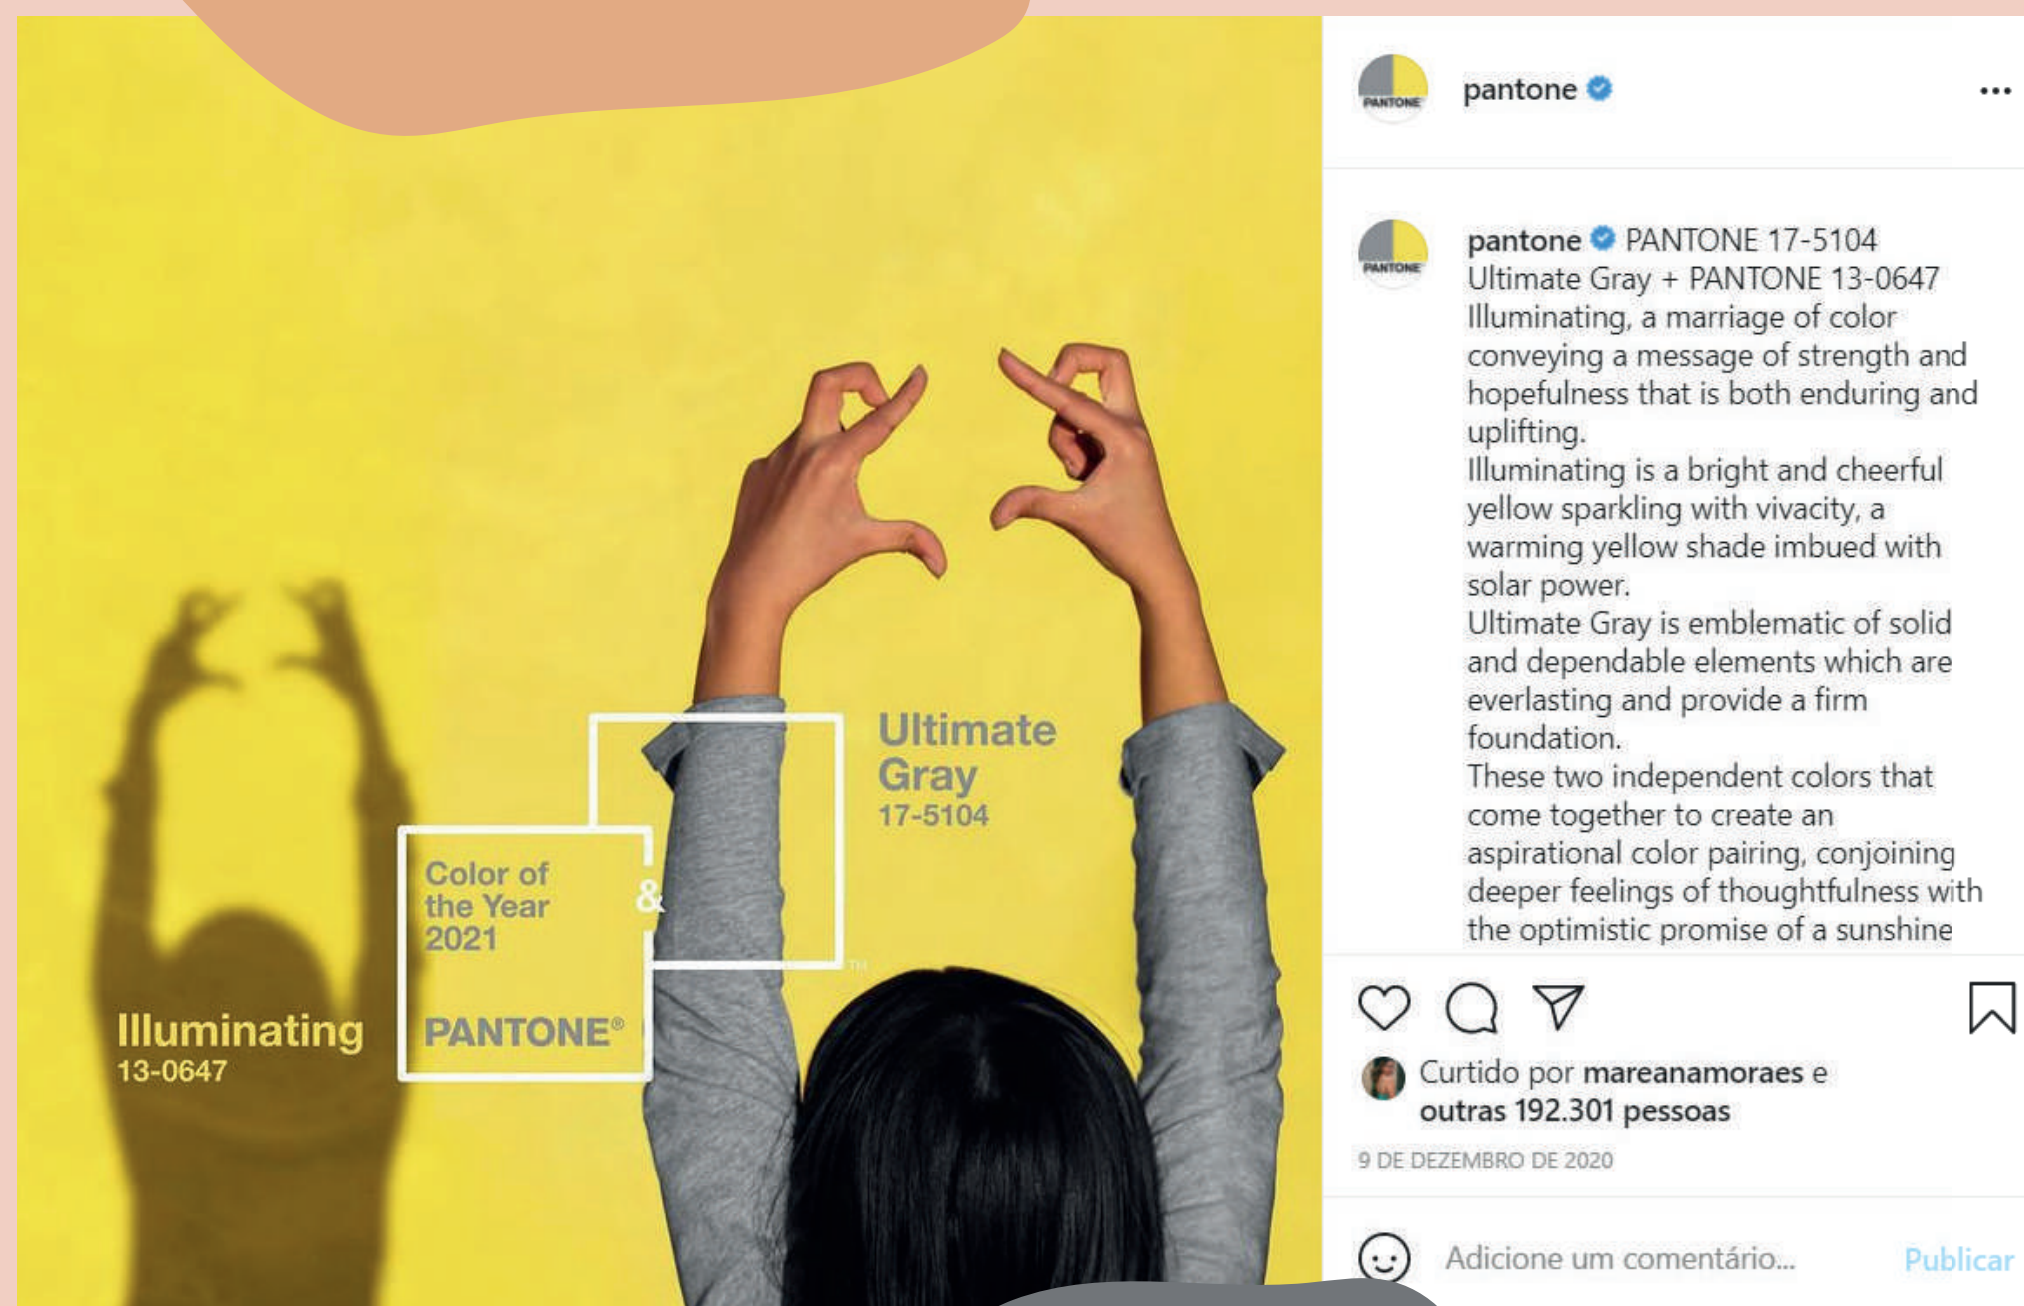 Ultimate
Gray
17-5104
Color of
the Year
2021
&
TM
PANTONE®
Illuminating
13-0647
PANTONE
pantone
PANTONE
pantone PANTONE 17-5104
Ultimate Gray + PANTONE 13-0647
Illuminating, a marriage of color
conveying a message of strength and
hopefulness that is both enduring and
uplifting.
Illuminating is a bright and cheerful
yellow sparkling with vivacity, a
warming yellow shade imbued with
solar power.
Ultimate Gray is emblematic of solid
and dependable elements which are
everlasting and provide a firm
foundation.
These two independent colors that
come together to create an
aspirational color pairing, conjoining
deeper feelings of thoughtfulness with
the optimistic promise of a sunshine
Curtido por mareanamoraes e
outras 192.301 pessoas
9 DE DEZEMBRO DE 2020
Adicione um comentário...
Publicar